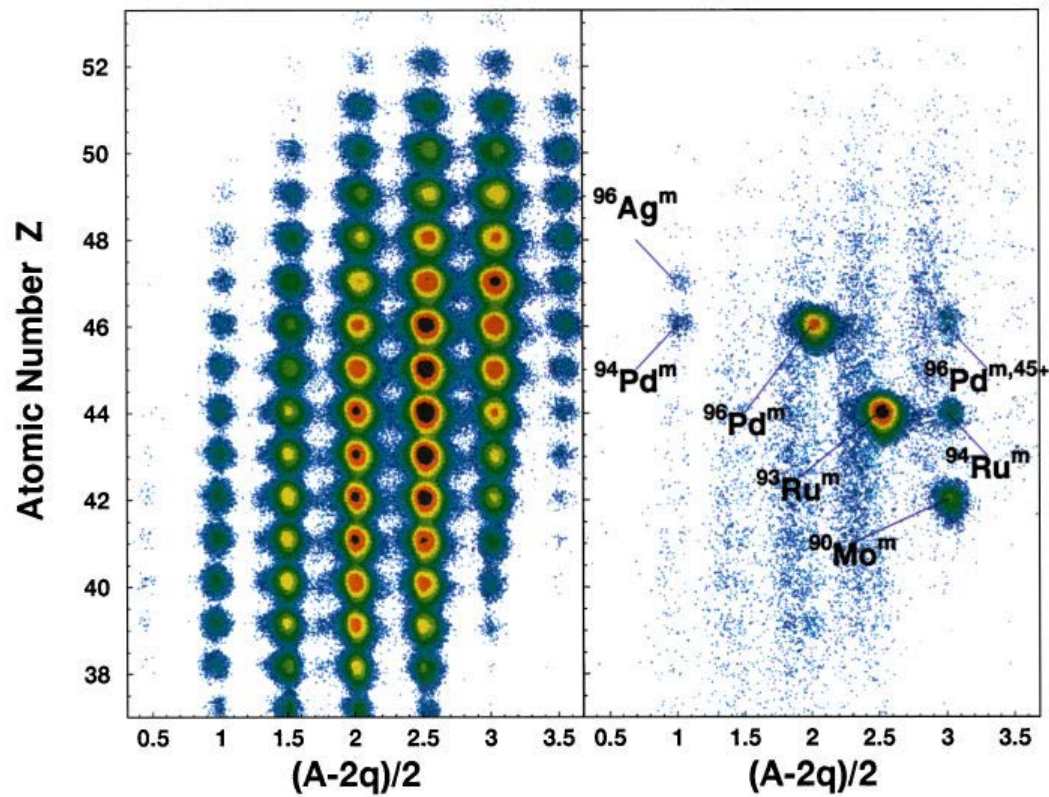 52
50
48
46
44
42
40
38
Atomic Number Z
0.5 1 1.5 2 2.5 3 3.5
(A-2q)/2
⁹⁶Agᵐ
⁹⁴Pdᵐ
⁹⁶Pdᵐ
⁹⁶Pdᵐ,⁴⁵⁺
⁹³Ruᵐ
⁹⁴Ruᵐ
⁹⁰Moᵐ
0.5 1 1.5 2 2.5 3 3.5
(A-2q)/2